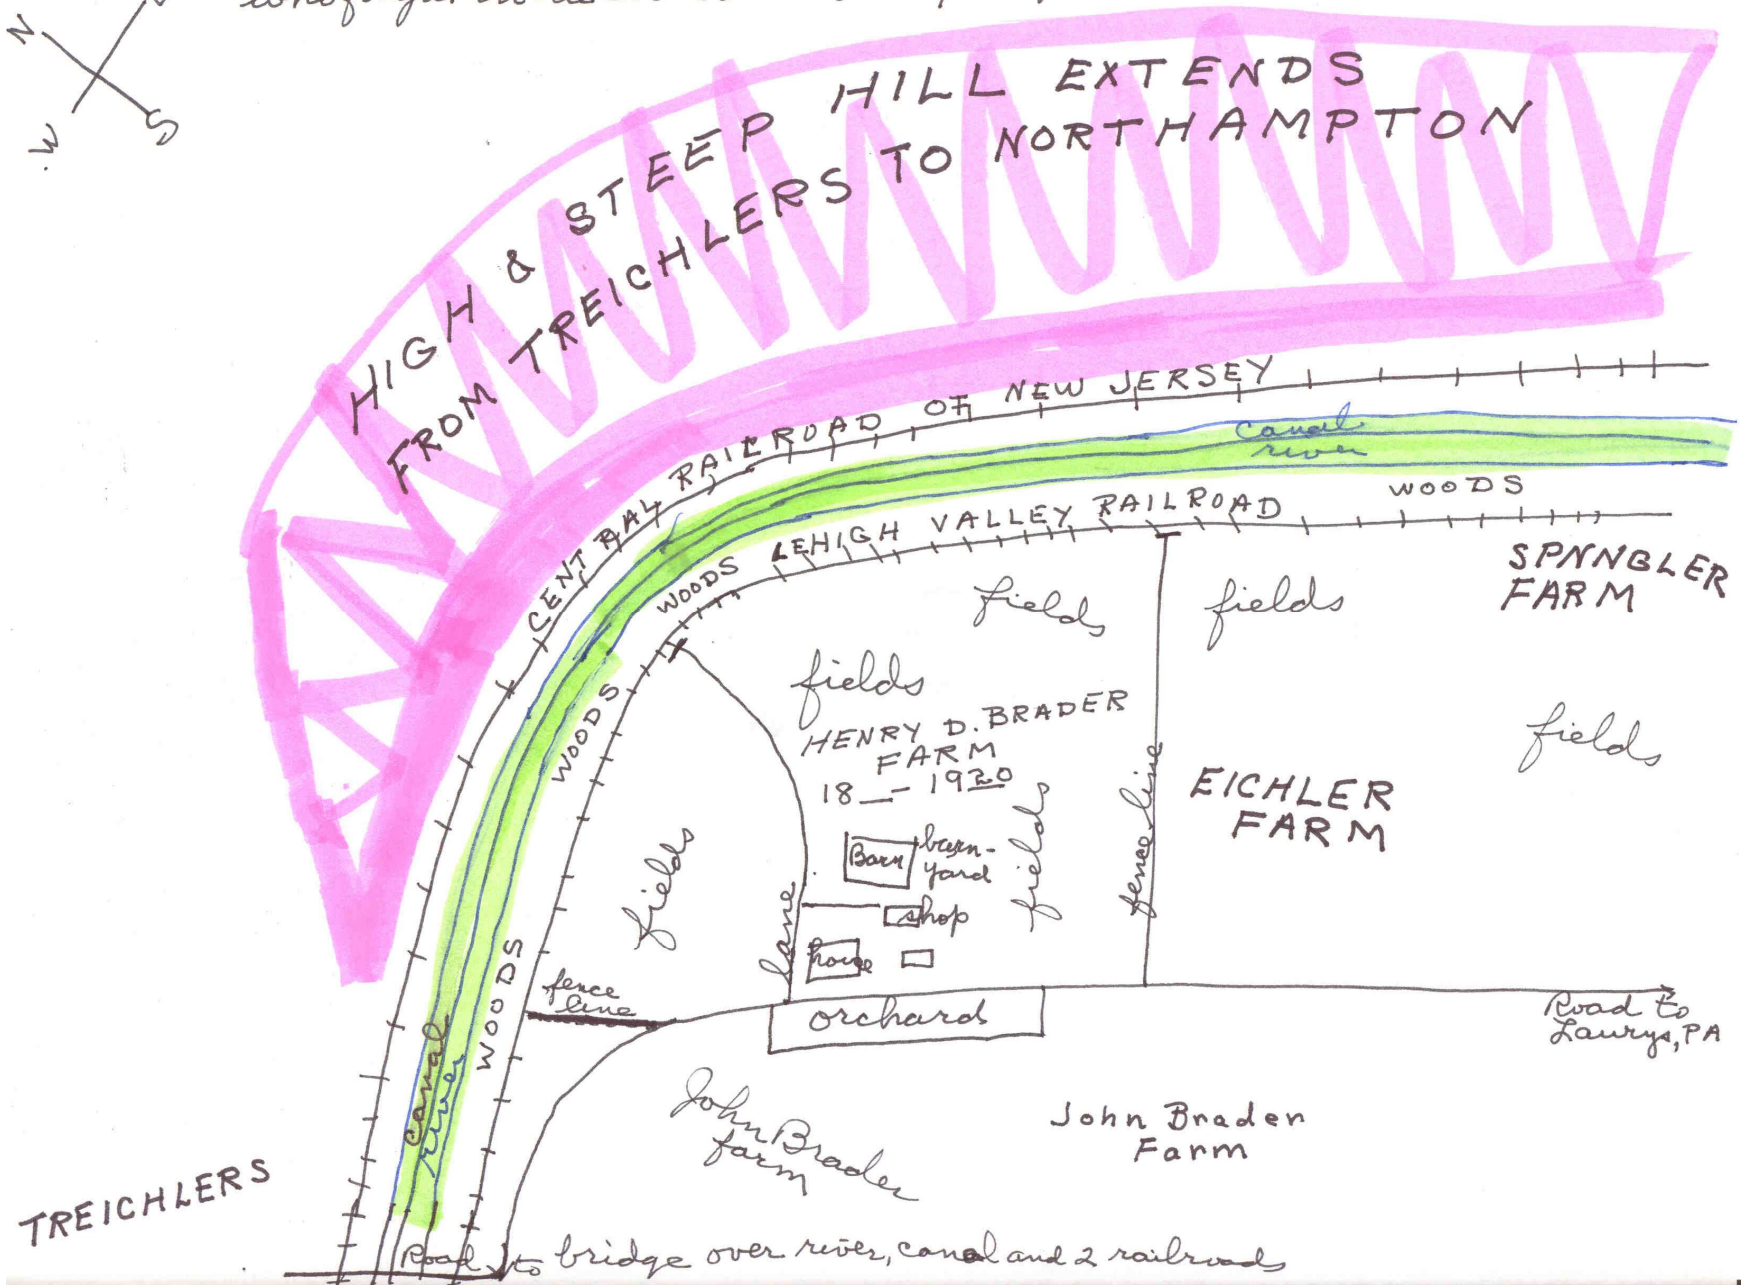 N
S
W.
HIGH & STEEP HILL EXTENDS
FROM TREICHLERS TO NORTHAMPTON
CENTRAL RAILROAD OF NEW JERSEY
canal
river
WOODS
LEHIGH VALLEY RAILROAD
WOODS
WOODS
SPNNGLER
FARM
fields
fields
fields
HENRY D. BRADER
FARM
18__ - 1920
fields
EICHLER
FARM
fence line
fields
Barn
barn-
yard
shop
house
lane
fields
WOODS
fence
line
orchard
Road to
Laurys, PA
canal
river
John Brader
farm
John Brader
Farm
TREICHLERS
Road to bridge over river, canal and 2 railroads